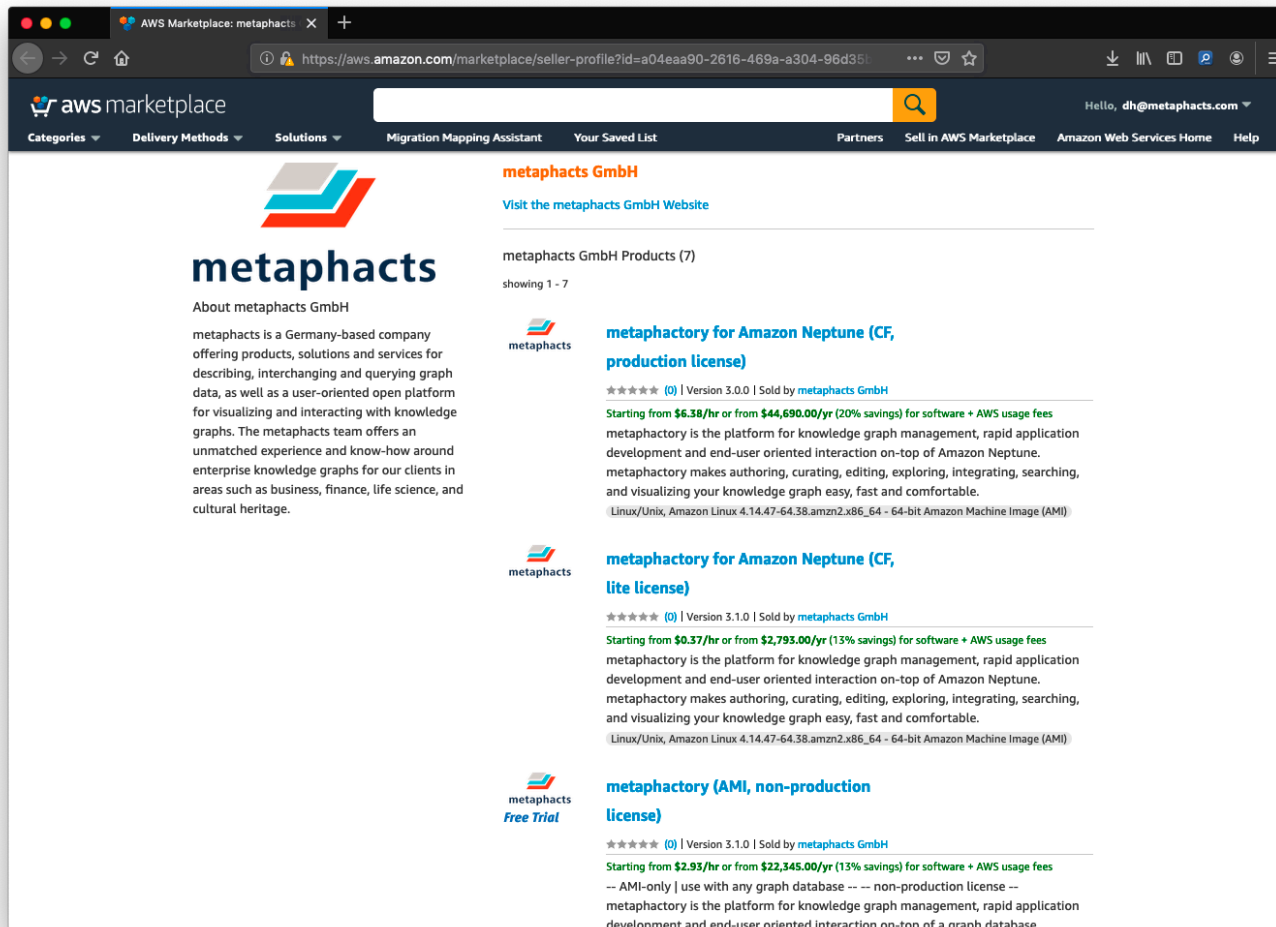 AWS Marketplace: metaphacts
https://aws.amazon.com/marketplace/seller-profile?id=a04eaa90-2616-469a-a304-96d35
aws marketplace
Hello, dh@metaphacts.com
Categories Delivery Methods Solutions Migration Mapping Assistant Your Saved List Partners Sell in AWS Marketplace Amazon Web Services Home Help
metaphacts
About metaphacts GmbH
metaphacts is a Germany-based company
offering products, solutions and services for
describing, interchanging and querying graph
data, as well as a user-oriented open platform
for visualizing and interacting with knowledge
graphs. The metaphacts team offers an
unmatched experience and know-how around
enterprise knowledge graphs for our clients in
areas such as business, finance, life science, and
cultural heritage.
metaphacts GmbH
Visit the metaphacts GmbH Website
metaphacts GmbH Products (7)
showing 1 - 7
metaphacts
metaphactory for Amazon Neptune (CF,
production license)
(0) | Version 3.0.0 | Sold by metaphacts GmbH
Starting from $6.38/hr or from $44,690.00/yr (20% savings) for software + AWS usage fees
metaphactory is the platform for knowledge graph management, rapid application
development and end-user oriented interaction on-top of Amazon Neptune.
metaphactory makes authoring, curating, editing, exploring, integrating, searching,
and visualizing your knowledge graph easy, fast and comfortable.
Linux/Unix, Amazon Linux 4.14.47-64.38.amzn2.x86_64 - 64-bit Amazon Machine Image (AMI)
metaphacts
metaphactory for Amazon Neptune (CF,
lite license)
(0) | Version 3.1.0 | Sold by metaphacts GmbH
Starting from $0.37/hr or from $2,793.00/yr (13% savings) for software + AWS usage fees
metaphactory is the platform for knowledge graph management, rapid application
development and end-user oriented interaction on-top of Amazon Neptune.
metaphactory makes authoring, curating, editing, exploring, integrating, searching,
and visualizing your knowledge graph easy, fast and comfortable.
Linux/Unix, Amazon Linux 4.14.47-64.38.amzn2.x86_64 - 64-bit Amazon Machine Image (AMI)
metaphacts
Free Trial
metaphactory (AMI, non-production
license)
(0) | Version 3.1.0 | Sold by metaphacts GmbH
Starting from $2.93/hr or from $22,345.00/yr (13% savings) for software + AWS usage fees
-- AMI-only | use with any graph database -- -- non-production license --
metaphactory is the platform for knowledge graph management, rapid application
development and end-user oriented interaction on-top of a graph database.